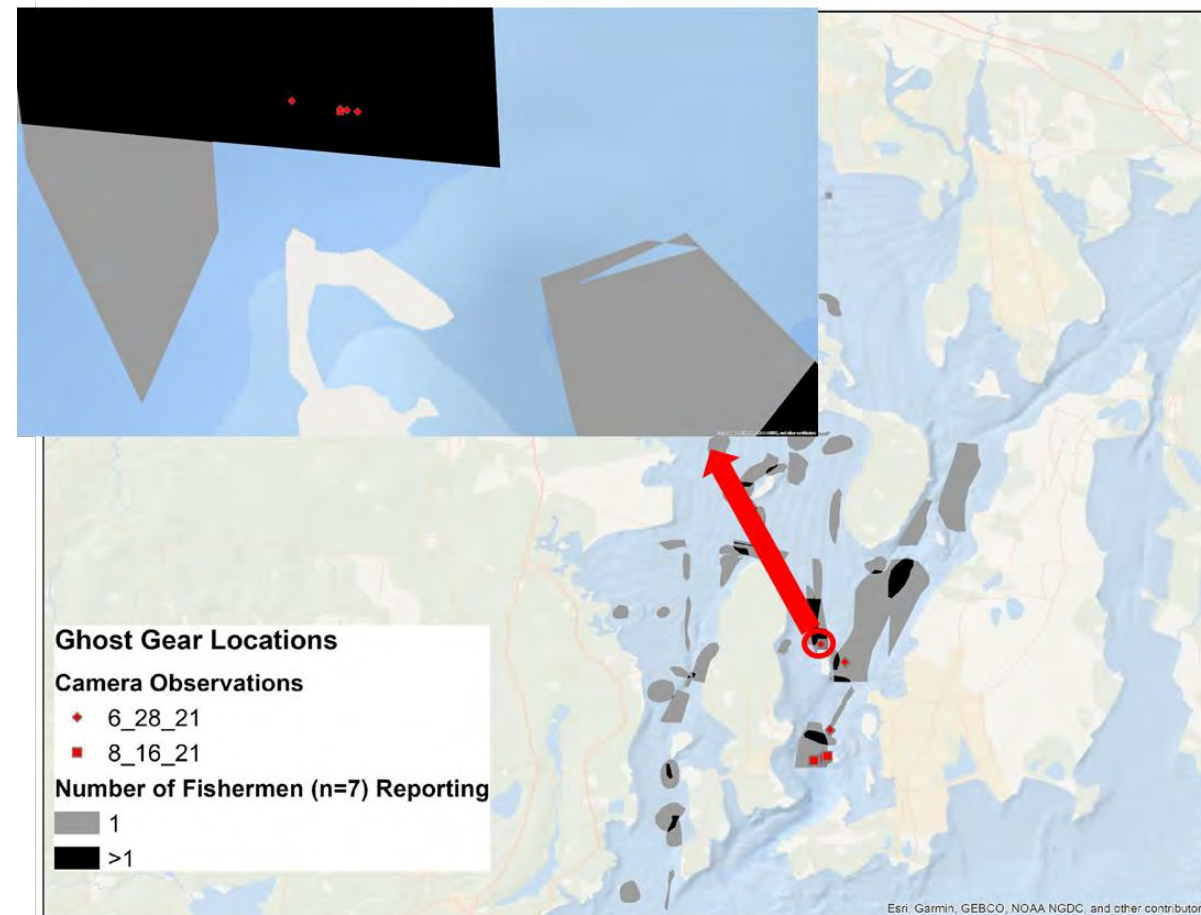 Ghost Gear Locations
Camera Observations
6_28_21
8_16_21
Number of Fishermen (n=7) Reporting
1
>1
Esri, Garmin, GEBCO, NOAA NGDC, and other contributor